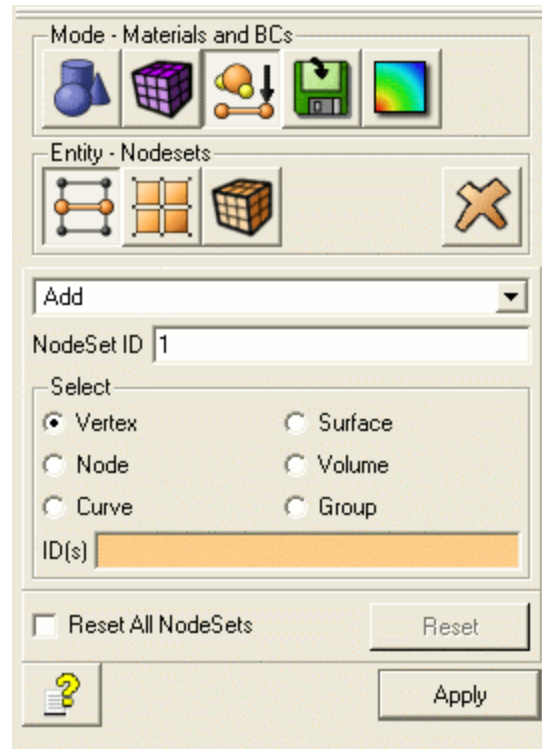 Mode - Materials and BCs
Entity - Nodesets
Add
NodeSet ID 1
Select
Vertex Surface
Node Volume
Curve Group
ID(s)
Reset All NodeSets Reset
Apply